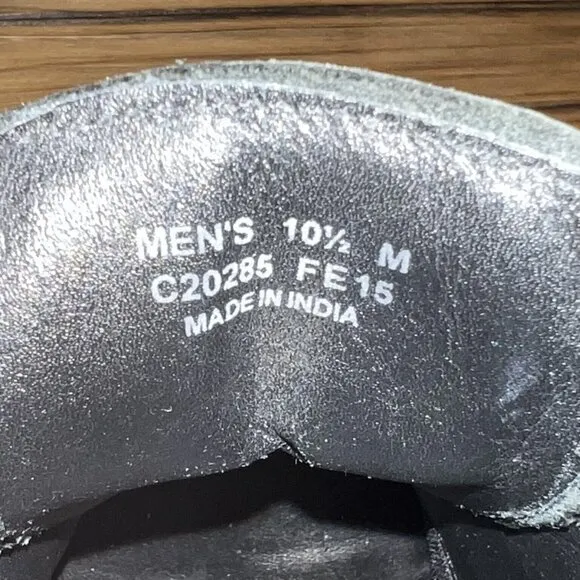 MEN'S 10½ M
C20285 FE15
MADE IN INDIA